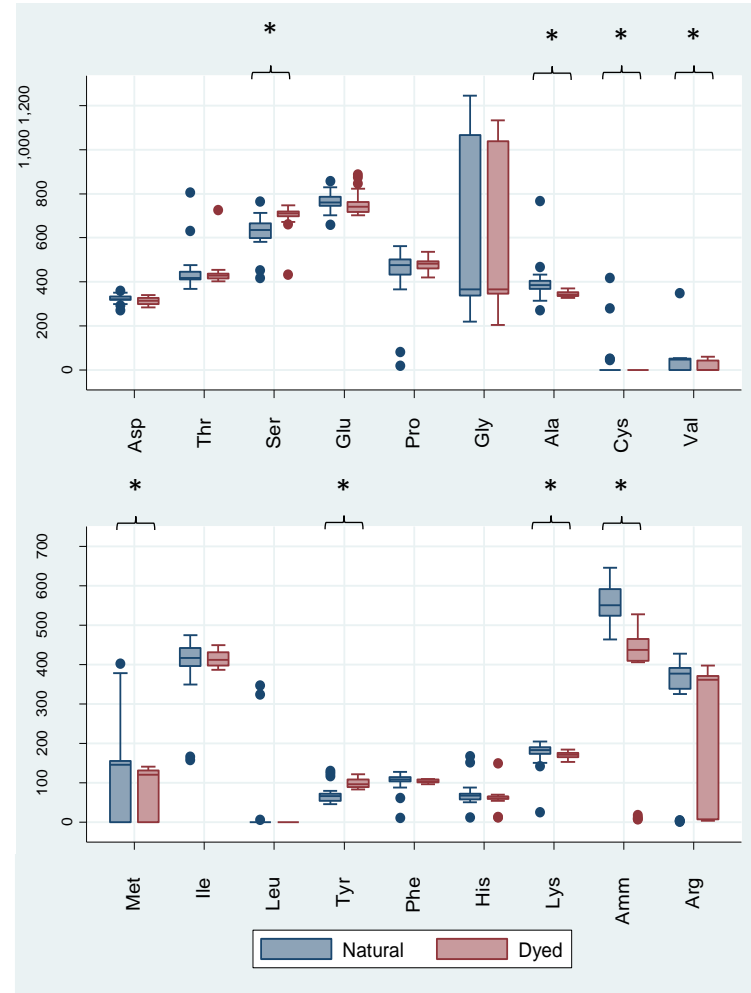 * * * *
1,000 1,200
800
600
400
200
0
Asp Thr Ser Glu Pro Gly Ala Cys Val
* * * *
700
600
500
400
300
200
100
0
Met Ile Leu Tyr Phe His Lys Amm Arg
Natural Dyed